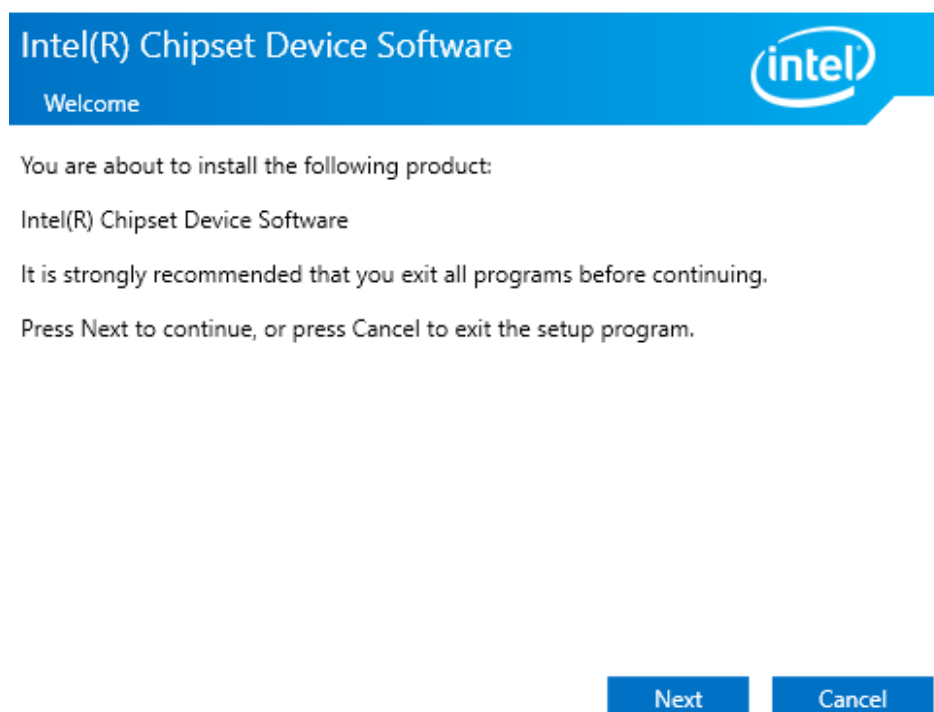 Intel(R) Chipset Device Software
intel
Welcome
You are about to install the following product:
Intel(R) Chipset Device Software
It is strongly recommended that you exit all programs before continuing.
Press Next to continue, or press Cancel to exit the setup program.
Next
Cancel